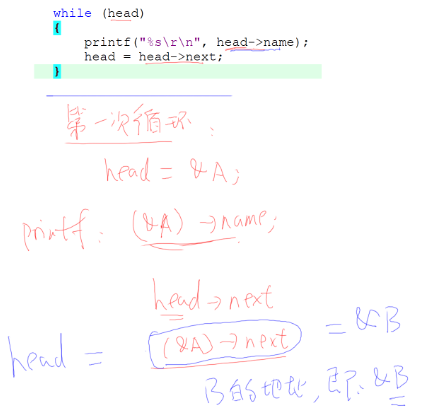 while (head)
{
printf("%s\r\n", head->name);
head = head->next;
}
第一次循环:
head = &A;
printf: (&A)->name;
head->next
head = (&A)->next = &B
B的地址,即: &B